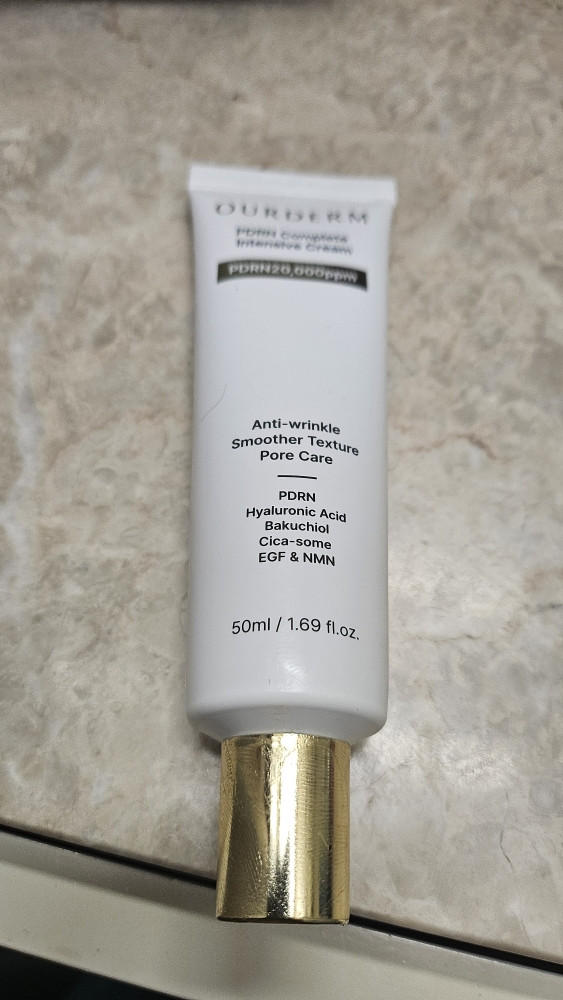 OURDERM
PDRN Complete
Intensive Cream
PDRN20,000ppm
Anti-wrinkle
Smoother Texture
Pore Care
PDRN
Hyaluronic Acid
Bakuchiol
Cica-some
EGF & NMN
50ml / 1.69 fl.oz.